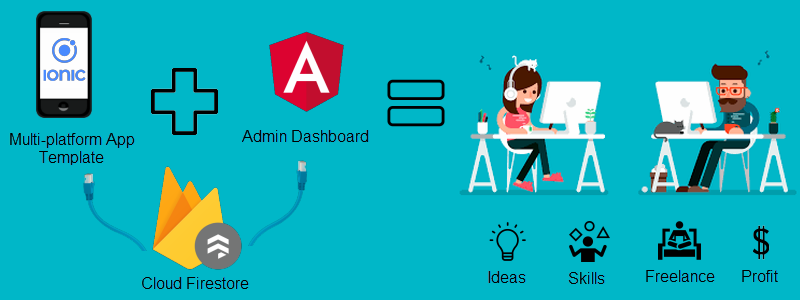 IONIC
Multi-platform App
Template
A
Admin Dashboard
Cloud Firestore
Ideas
Skills
Freelance
$
Profit